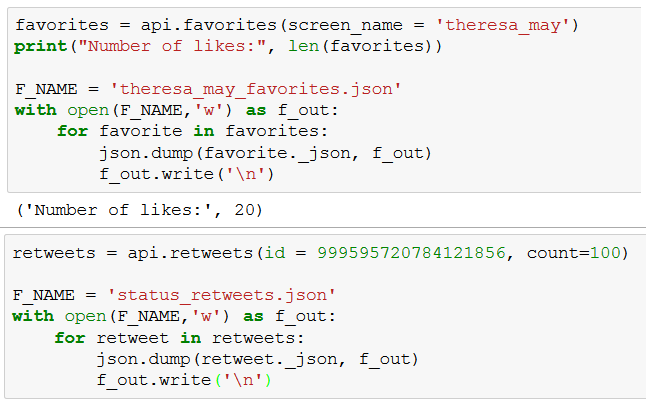 favorites = api.favorites(screen_name = 'theresa_may')
print("Number of likes:", len(favorites))
F_NAME = 'theresa_may_favorites.json'
with open(F_NAME,'w') as f_out:
    for favorite in favorites:
        json.dump(favorite._json, f_out)
        f_out.write('\n')
('Number of likes:', 20)
retweets = api.retweets(id = 999595720784121856, count=100)
F_NAME = 'status_retweets.json'
with open(F_NAME,'w') as f_out:
    for retweet in retweets:
        json.dump(retweet._json, f_out)
        f_out.write('\n')